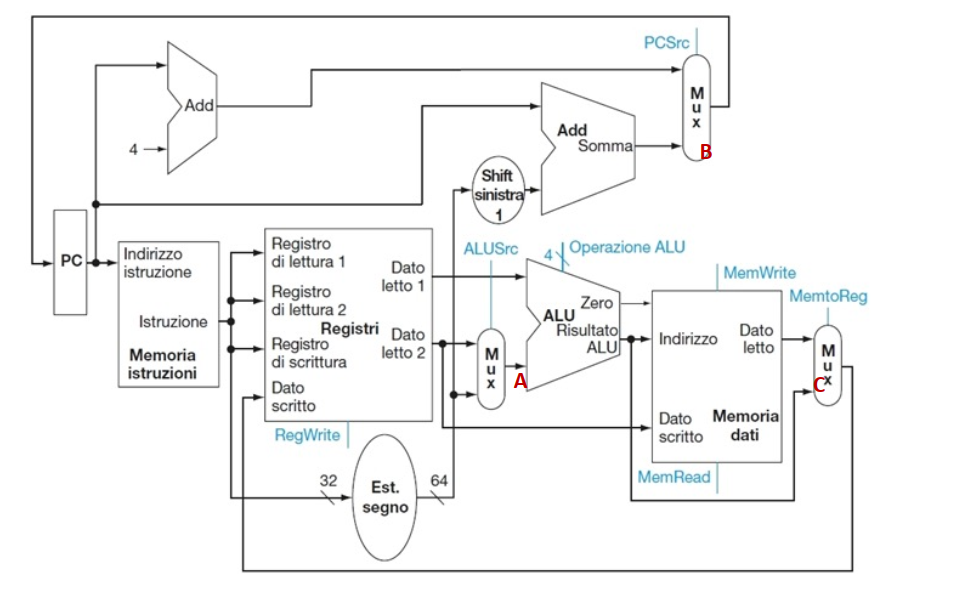 PCSrc
M
u
x
B
Add
4
Add
Somma
Shift
sinistra
1
PC
Indirizzo
istruzione
Istruzione
Memoria
istruzioni
Registro
di lettura 1
Registro
di lettura 2
Registri
Registro
di scrittura
Dato
scritto
Dato
letto 1
Dato
letto 2
RegWrite
ALUSrc
M
u
x
A
4
Operazione ALU
Zero
ALU
Risultato
ALU
MemWrite
MemtoReg
Indirizzo
Dato
letto
Dato
scritto
Memoria
dati
MemRead
M
u
x
C
32
Est.
segno
64